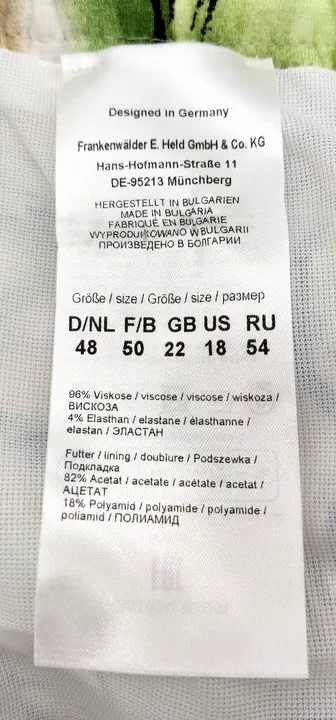 Designed in Germany
Frankenwälder E. Held GmbH & Co. KG
Hans-Hofmann-Straße 11
DE-95213 Münchberg
HERGESTELLT IN BULGARIEN
MADE IN BULGARIA
FABRIQUÉ EN BULGARIE
WYPRODUKOWANO W BULGARII
ПРОИЗВЕДЕНО В БОЛГАРИИ
Größe / size / Größe / size / размер
D/NL F/B GB US RU
48 50 22 18 54
96% Viskose / viscose / viscose / wiskoza /
ВИСКОЗА
4% Elasthan / elastane / élasthanne /
elastan / ЭЛАСТАН
Futter / lining / doublure / Podszewka /
Подкладка
82% Acetat / acetate / acétate / acetat /
АЦЕТАТ
18% Polyamid / polyamide / polyamide /
poliamid / ПОЛИАМИД